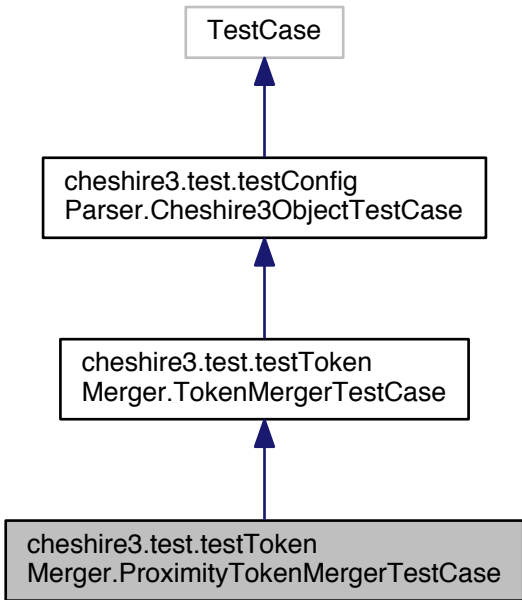 TestCase
cheshire3.test.testConfig
Parser.Cheshire3ObjectTestCase
cheshire3.test.testToken
Merger.TokenMergerTestCase
cheshire3.test.testToken
Merger.ProximityTokenMergerTestCase